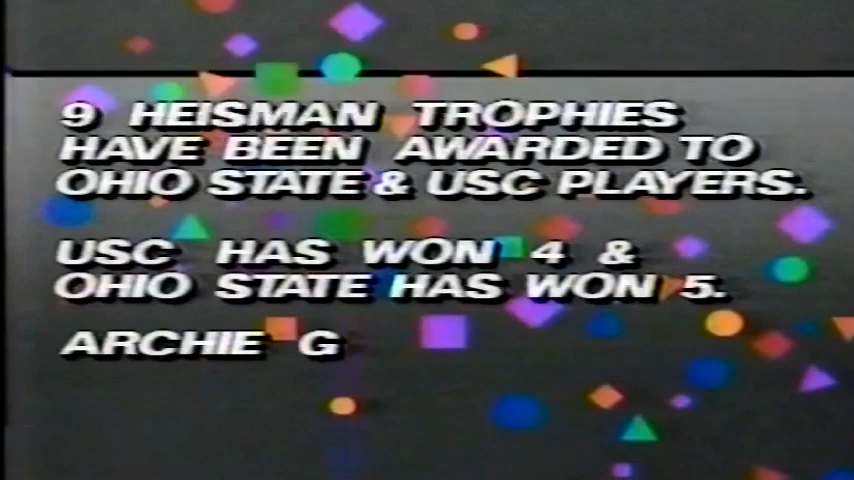 9 HEISMAN TROPHIES
HAVE BEEN AWARDED TO
OHIO STATE & USC PLAYERS.
USC HAS WON 4 &
OHIO STATE HAS WON 5.
ARCHIE G